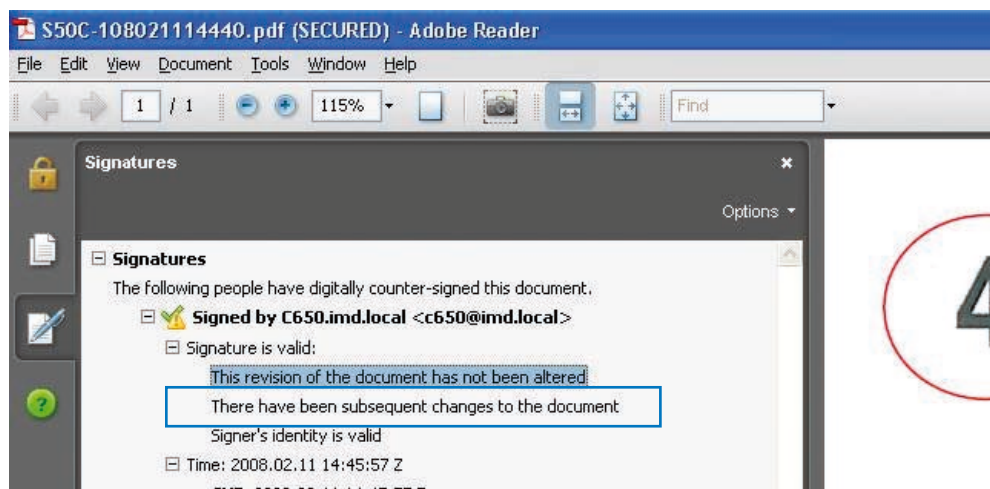 S50C-108021114440.pdf (SECURED) - Adobe Reader
File Edit View Document Tools Window Help
1 / 1 115% Find
Signatures
Options
Signatures
The following people have digitally counter-signed this document.
Signed by C650.imd.local <c650@imd.local>
Signature is valid:
This revision of the document has not been altered
There have been subsequent changes to the document
Signer's identity is valid
Time: 2008.02.11 14:45:57 Z
4